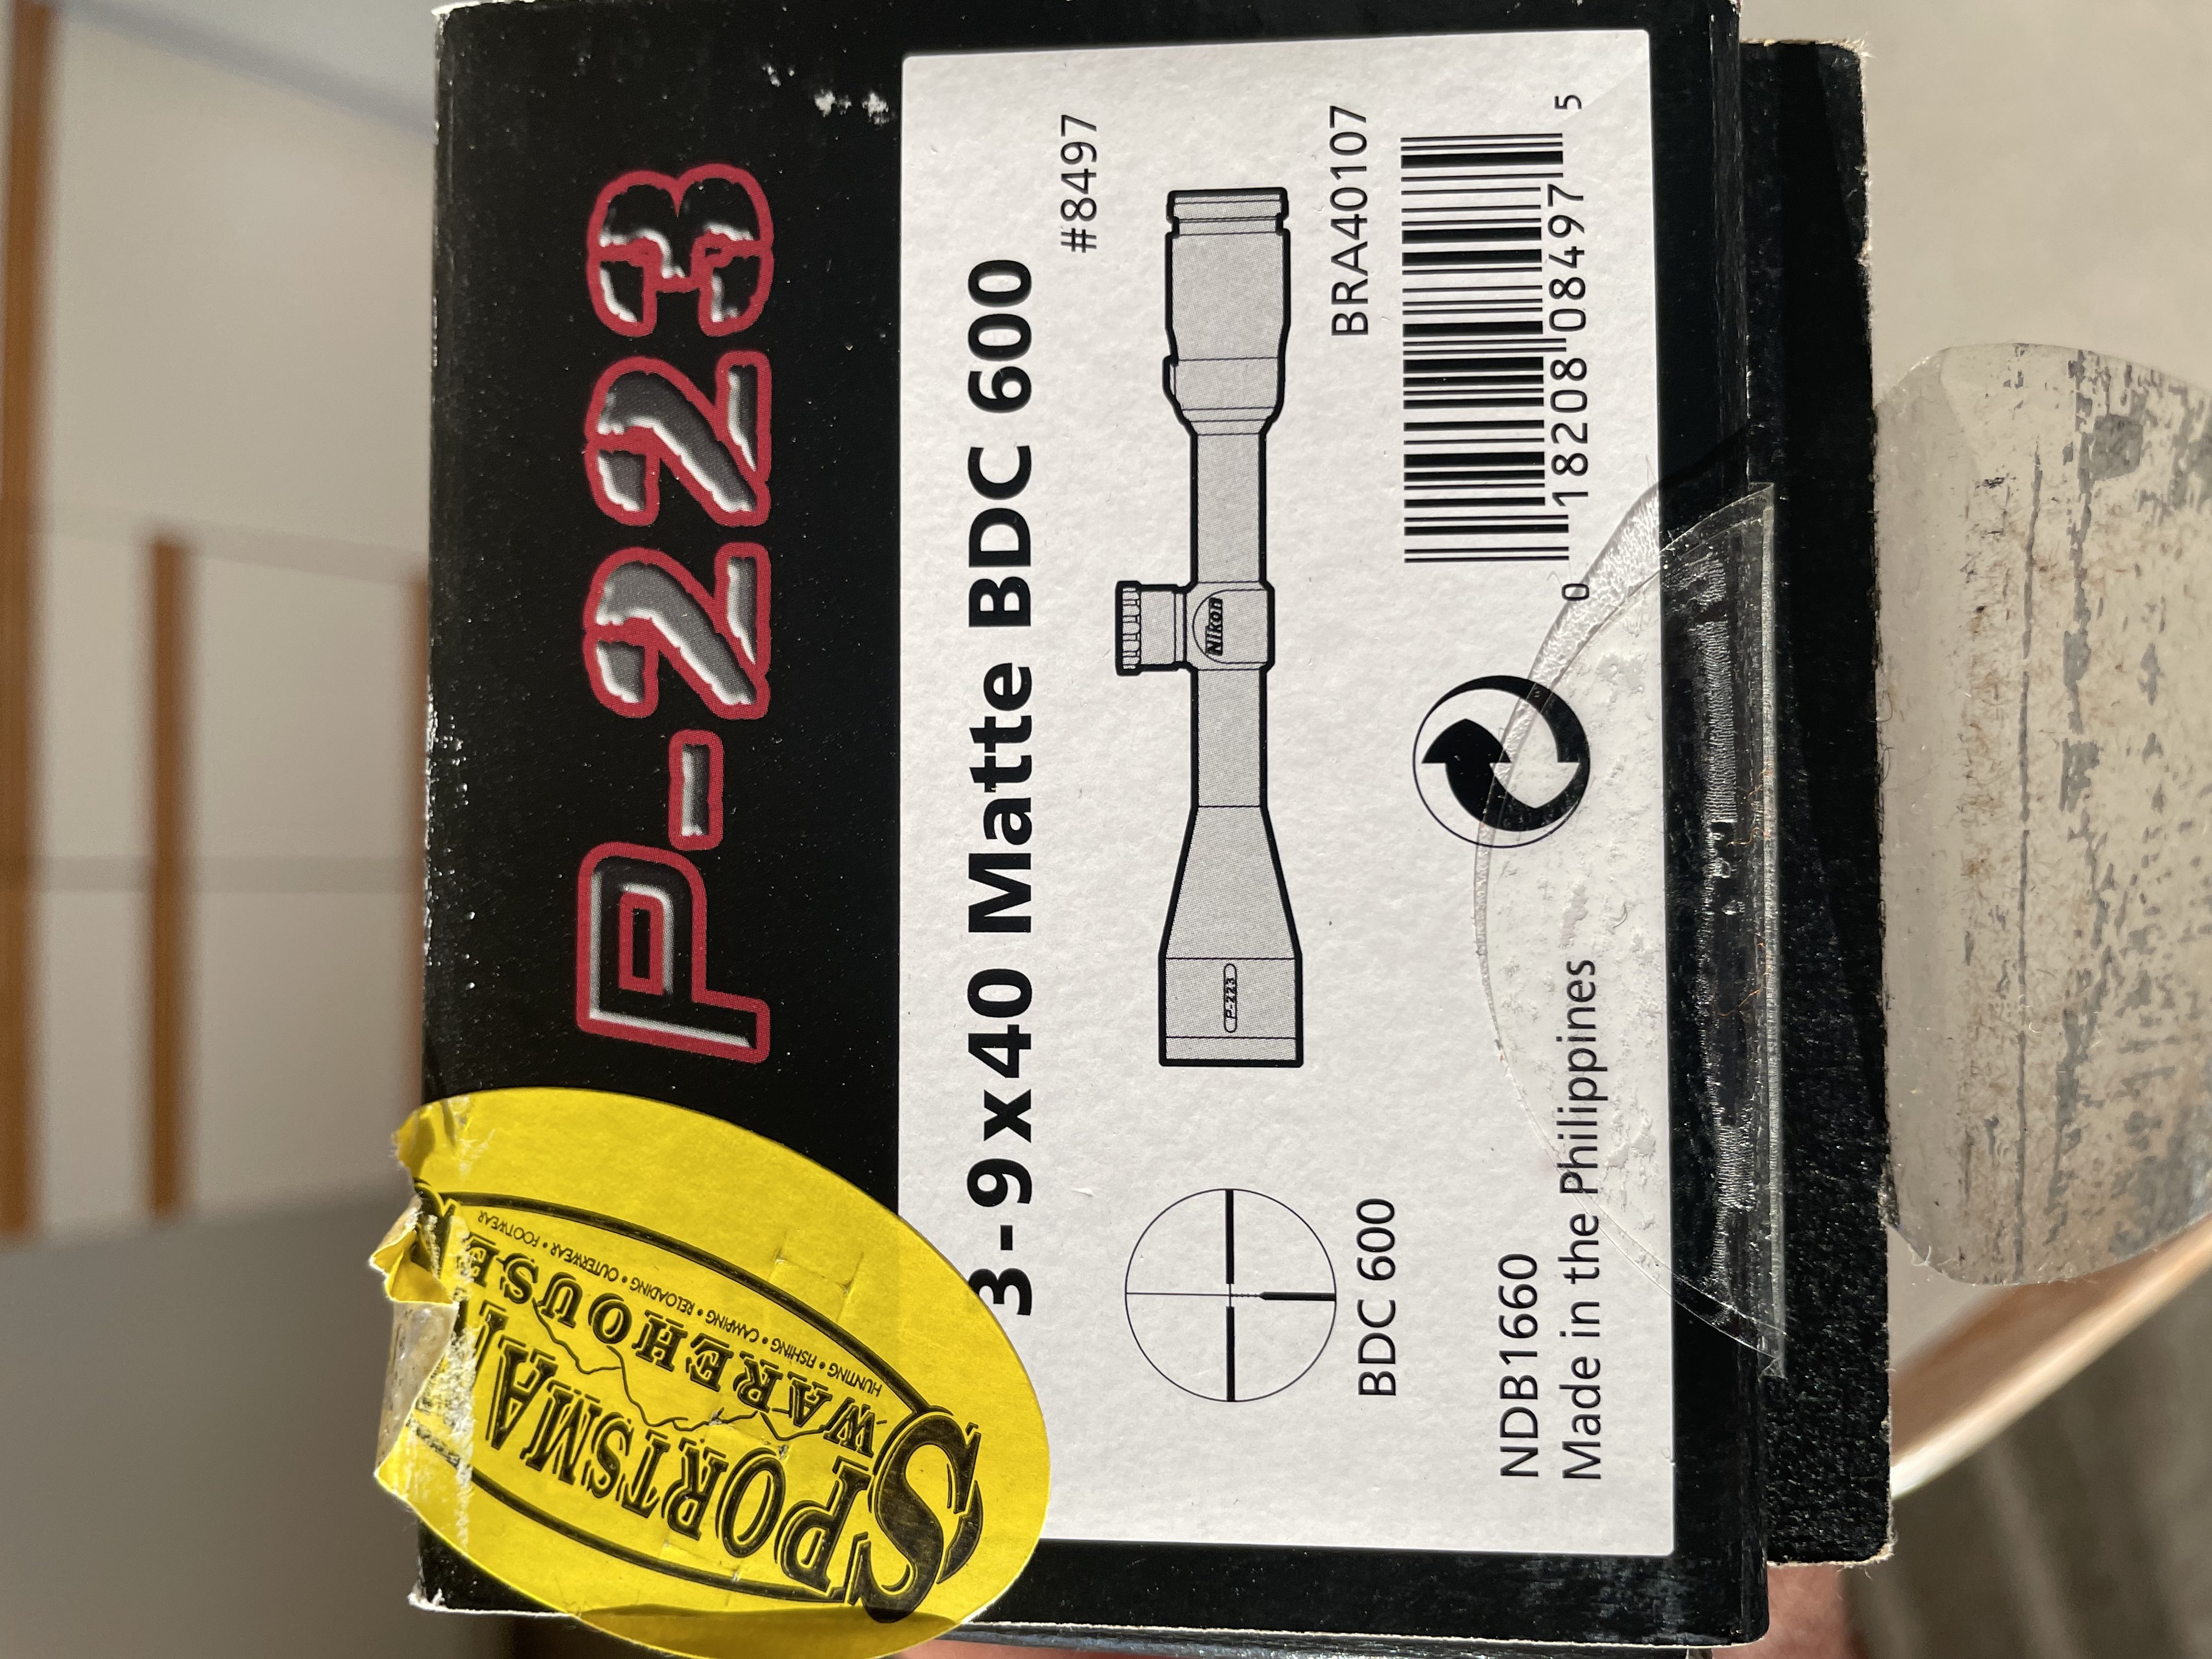 P-223
3-9x40 Matte BDC 600
#8497
Nikon
P-223
BDC 600
BRA40107
0 18208 08497 5
NDB1660
Made in the Philippines
SPORTSMA
WAREHOUSE
HUNTING • FISHING • CAMPING • RELOADING • OUTERWEAR • FOOTWEAR